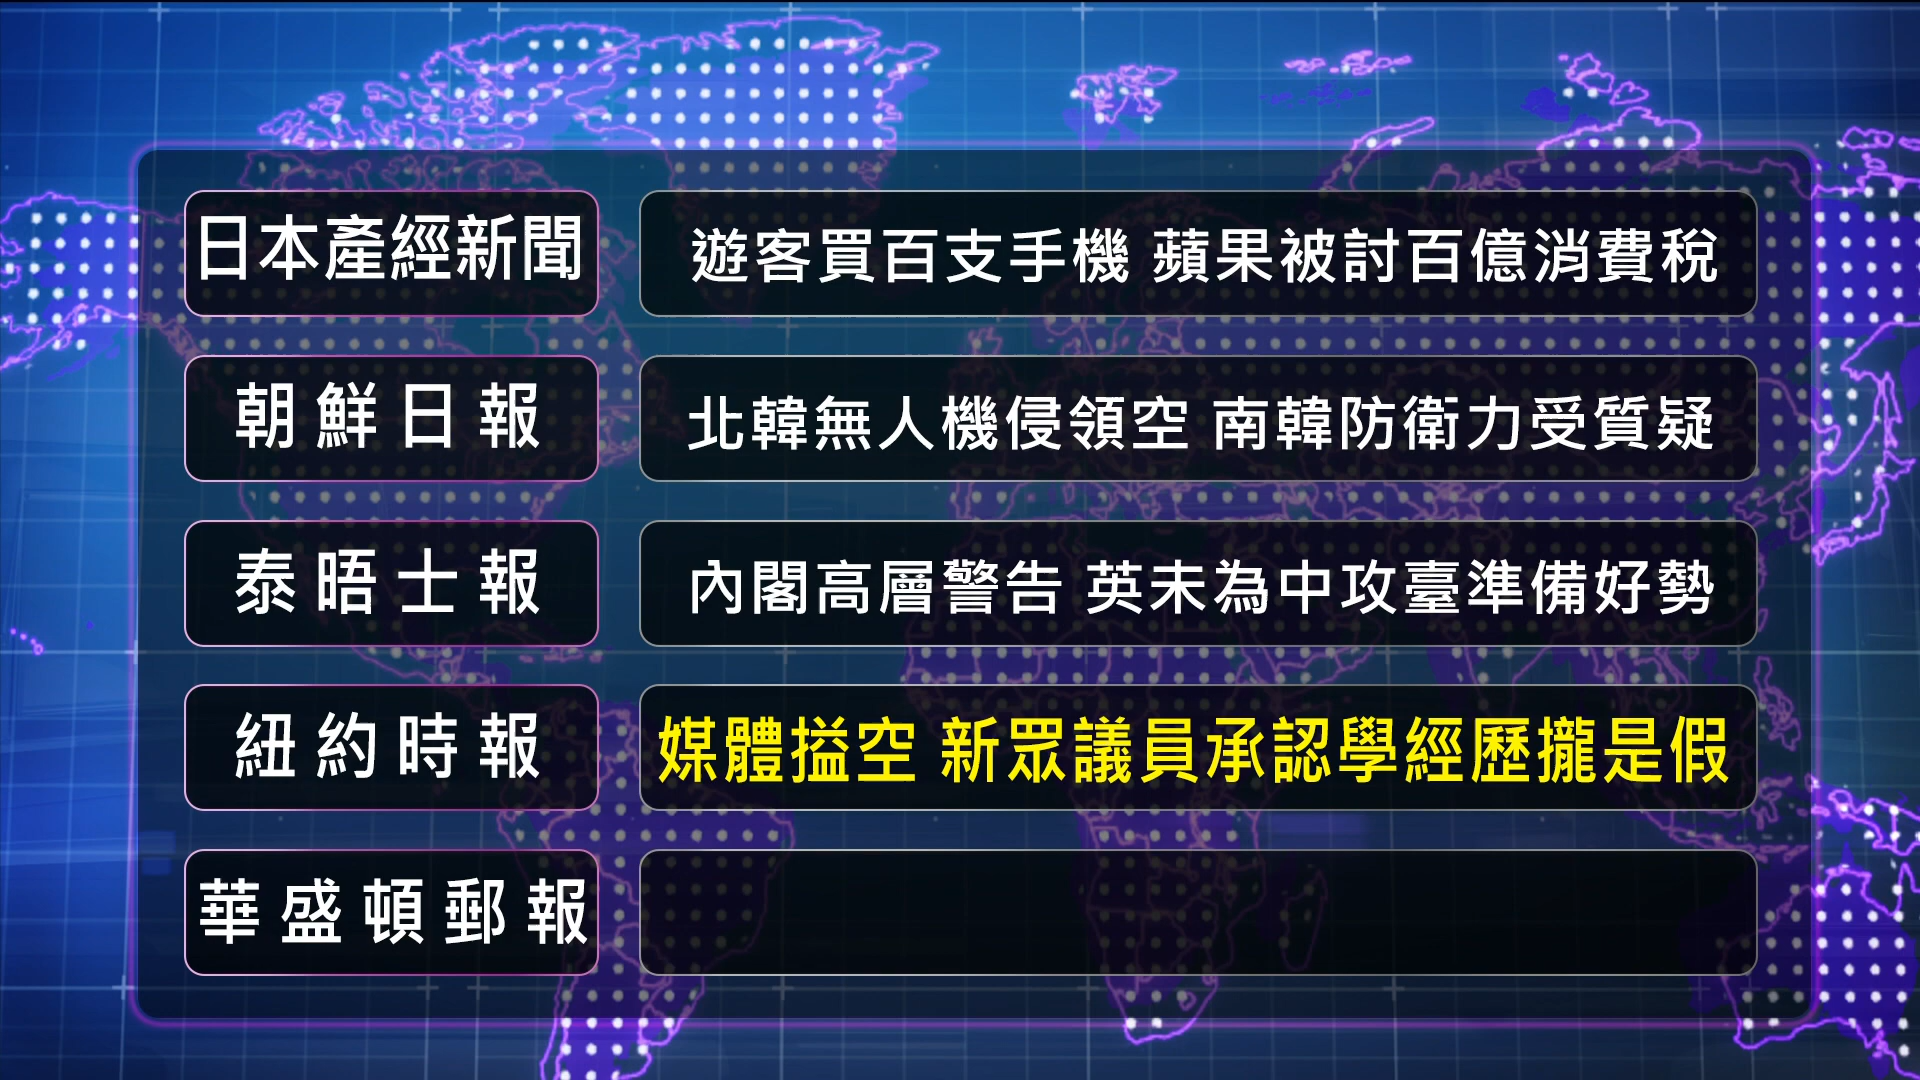 日本產經新聞
遊客買百支手機 蘋果被討百億消費稅
朝鮮日報
北韓無人機侵領空 南韓防衛力受質疑
泰晤士報
內閣高層警告 英未為中攻臺準備好勢
紐約時報
媒體搤空 新眾議員承認學經歷攏是假
華盛頓郵報